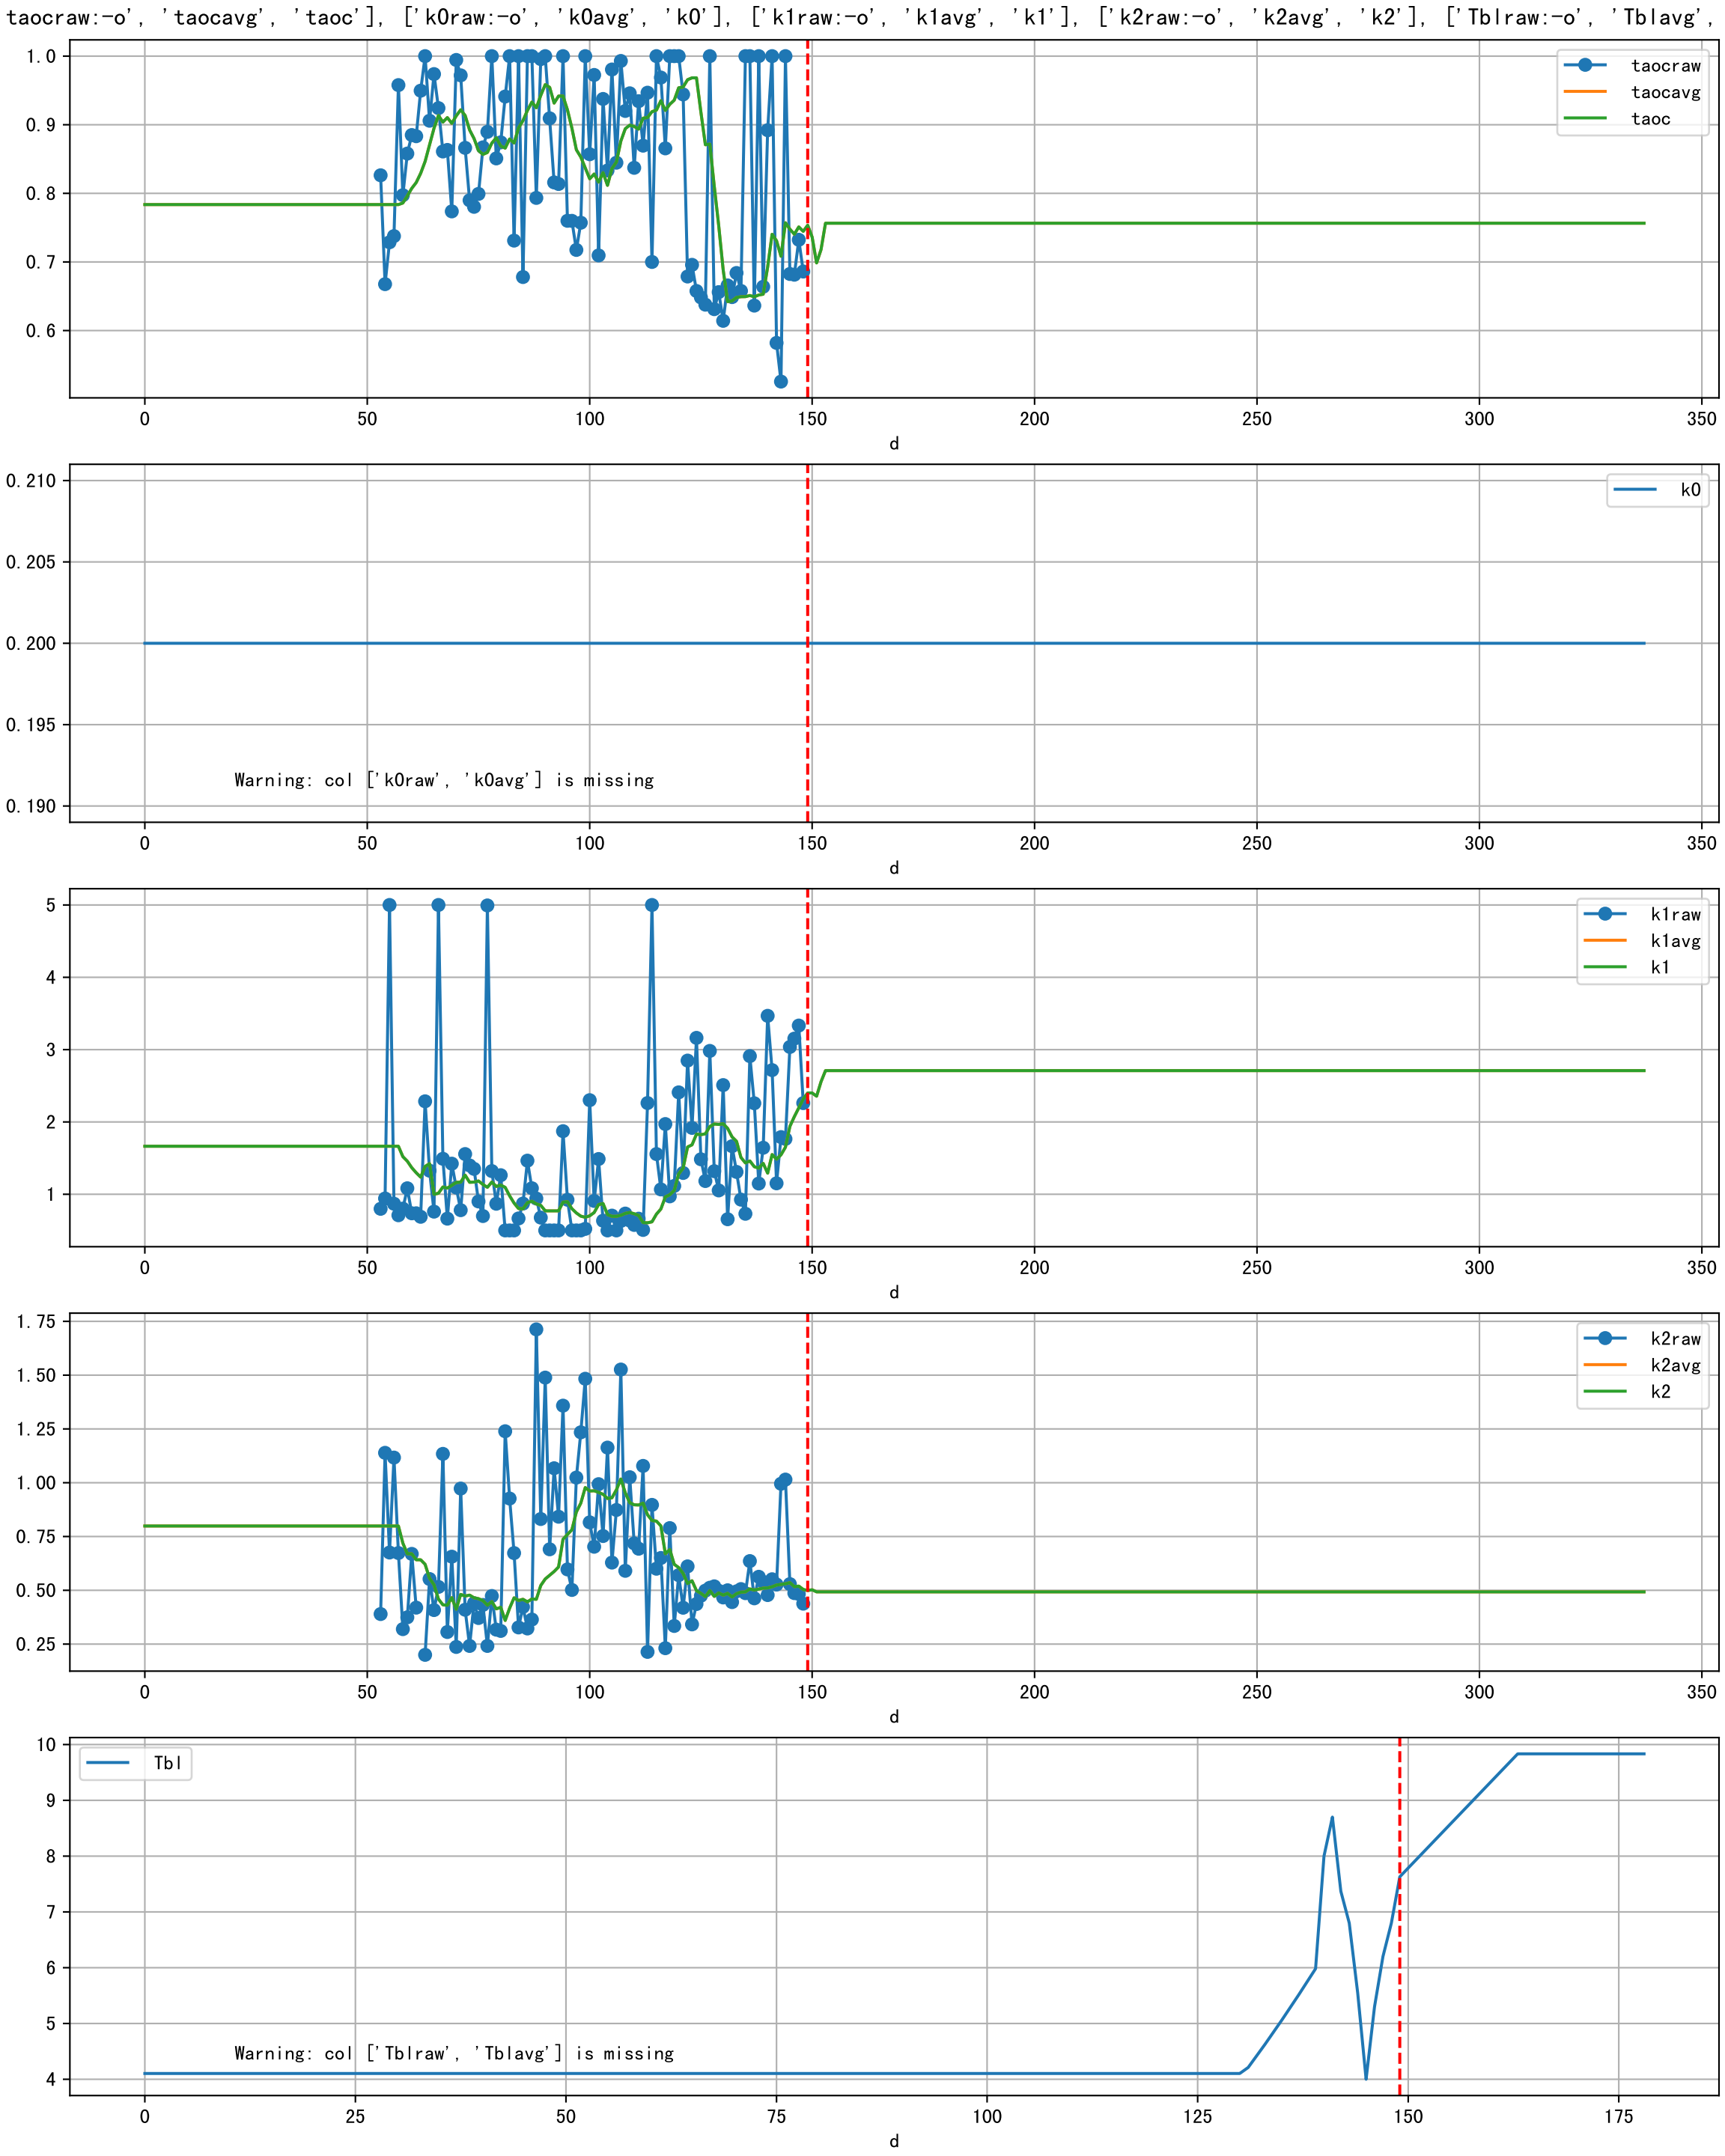 taocraw:-o', 'taocavg', 'taoc'], ['k0raw:-o', 'k0avg', 'k0'], ['k1raw:-o', 'k1avg', 'k1'], ['k2raw:-o', 'k2avg', 'k2'], ['Tblraw:-o', 'Tblavg',
1.0
0.9
0.8
0.7
0.6
taocraw
taocavg
taoc
0 50 100 150 200 250 300 350
d
0.210
0.205
0.200
0.195
0.190
k0
Warning: col ['k0raw', 'k0avg'] is missing
0 50 100 150 200 250 300 350
d
5
4
3
2
1
k1raw
k1avg
k1
0 50 100 150 200 250 300 350
d
1.75
1.50
1.25
1.00
0.75
0.50
0.25
k2raw
k2avg
k2
0 50 100 150 200 250 300 350
d
10
9
8
7
6
5
4
Tbl
Warning: col ['Tblraw', 'Tblavg'] is missing
0 25 50 75 100 125 150 175
d